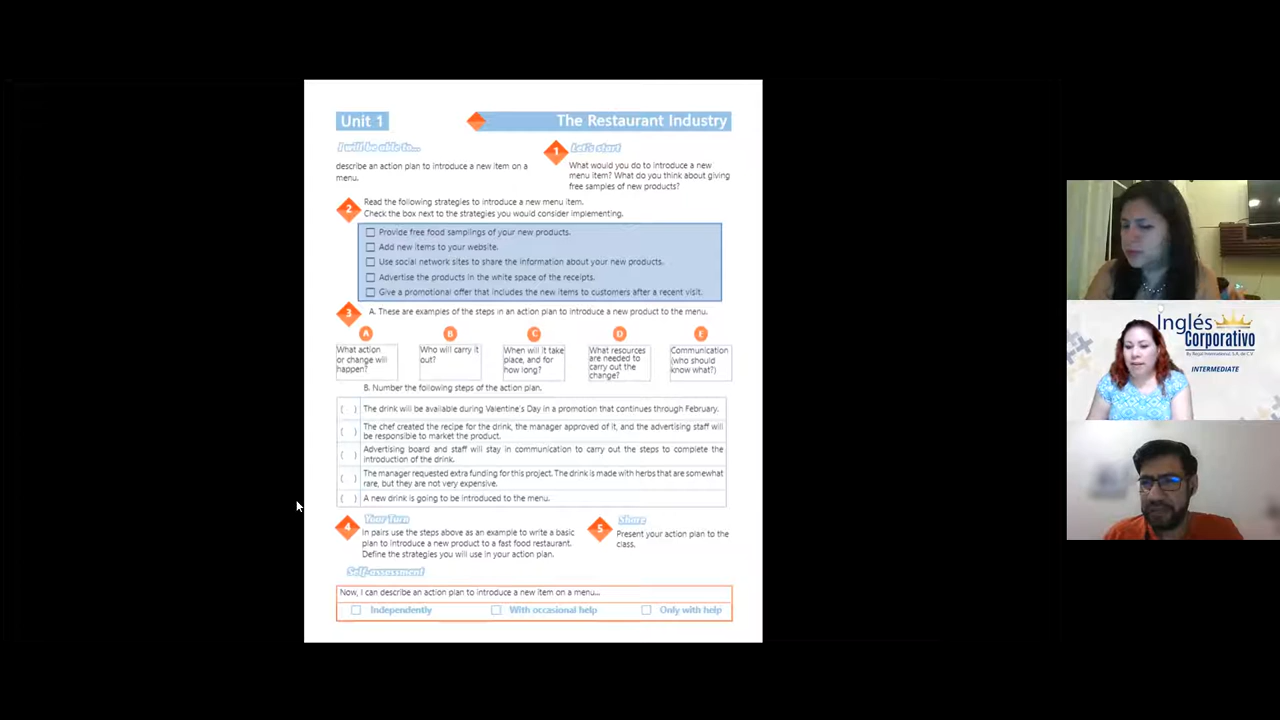 Unit 1
The Restaurant Industry
I will be able to...
describe an action plan to introduce a new item on a
menu.
1
Let's start
What would you do to introduce a new
menu item? What do you think about giving
free samples of new products?
2
Read the following strategies to introduce a new menu item.
Check the box next to the strategies you would consider implementing.
Provide free food samplings of your new products.
Add new items to your website.
Use social network sites to share the information about your new products.
Advertise the products in the white space of the receipts.
Give a promotional offer that includes the new items to customers after a recent visit.
3
A. These are examples of the steps in an action plan to introduce a new product to the menu.
A
What action
or change will
happen?
B
Who will carry it
out?
C
When will it take
place, and for
how long?
D
What resources
are needed to
carry out the
change?
E
Communication
(who should
know what?)
B. Number the following steps of the action plan.
( ) The drink will be available during Valentine's Day in a promotion that continues through February.
( ) The chef created the recipe for the drink, the manager approved of it, and the advertising staff will
be responsible to market the product.
( ) Advertising board and staff will stay in communication to carry out the steps to complete the
introduction of the drink.
( ) The manager requested extra funding for this project. The drink is made with herbs that are somewhat
rare, but they are not very expensive.
( ) A new drink is going to be introduced to the menu.
4
Your Turn
In pairs use the steps above as an example to write a basic
plan to introduce a new product to a fast food restaurant.
Define the strategies you will use in your action plan.
5
Share
Present your action plan to the
class.
Self-assessment
Now, I can describe an action plan to introduce a new item on a menu...
Independently
With occasional help
Only with help
Inglés
Corporativo
By Royal International, S.A. de C.V.
INTERMEDIATE